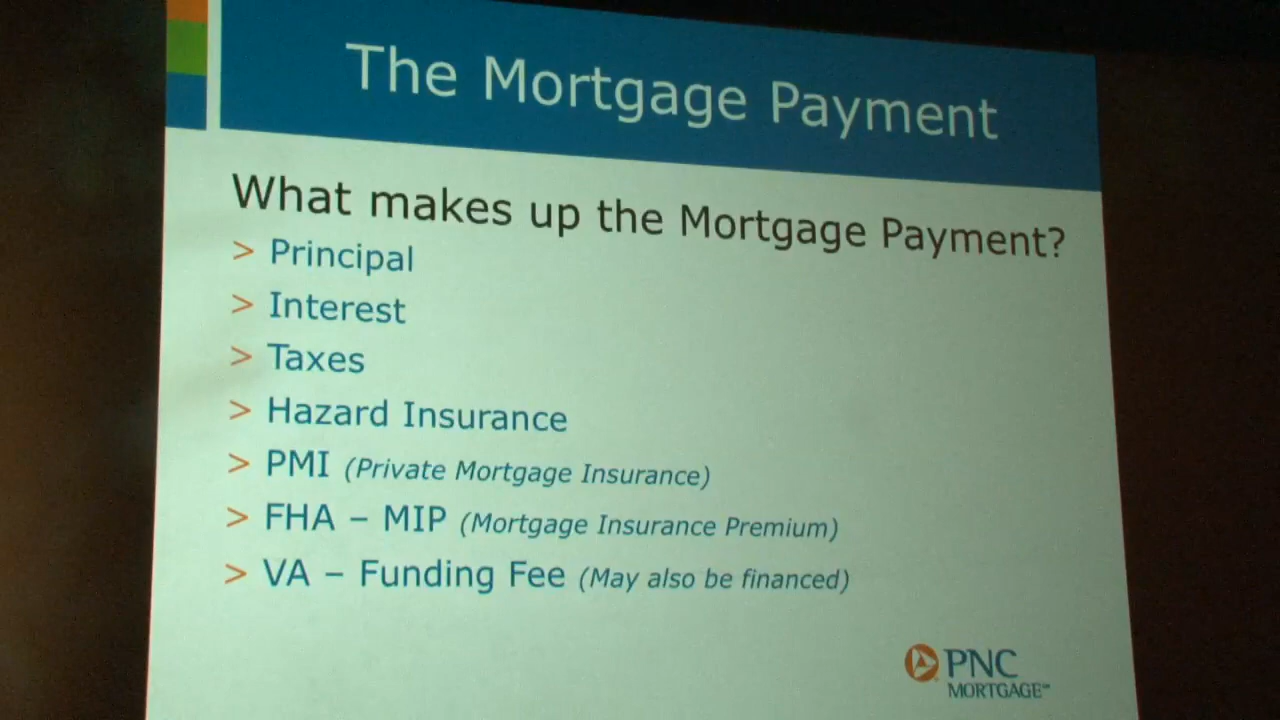 The Mortgage Payment
What makes up the Mortgage Payment?
> Principal
> Interest
> Taxes
> Hazard Insurance
> PMI (Private Mortgage Insurance)
> FHA – MIP (Mortgage Insurance Premium)
> VA – Funding Fee (May also be financed)
PNC
MORTGAGE℠